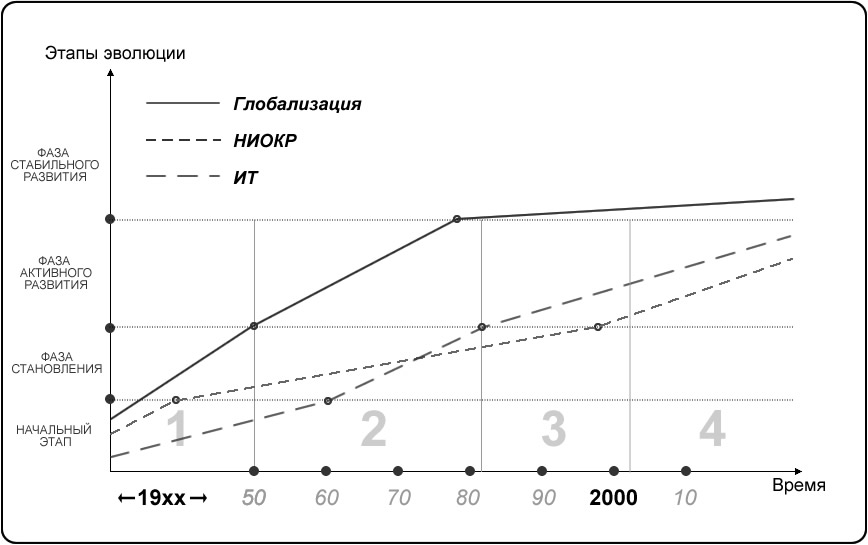 Этапы эволюции
Глобализация
НИОКР
ИТ
ФАЗА
СТАБИЛЬНОГО
РАЗВИТИЯ
ФАЗА
АКТИВНОГО
РАЗВИТИЯ
ФАЗА
СТАНОВЛЕНИЯ
НАЧАЛЬНЫЙ
ЭТАП
1 2 3 4
←19xx→ 50 60 70 80 90 2000 10
Время